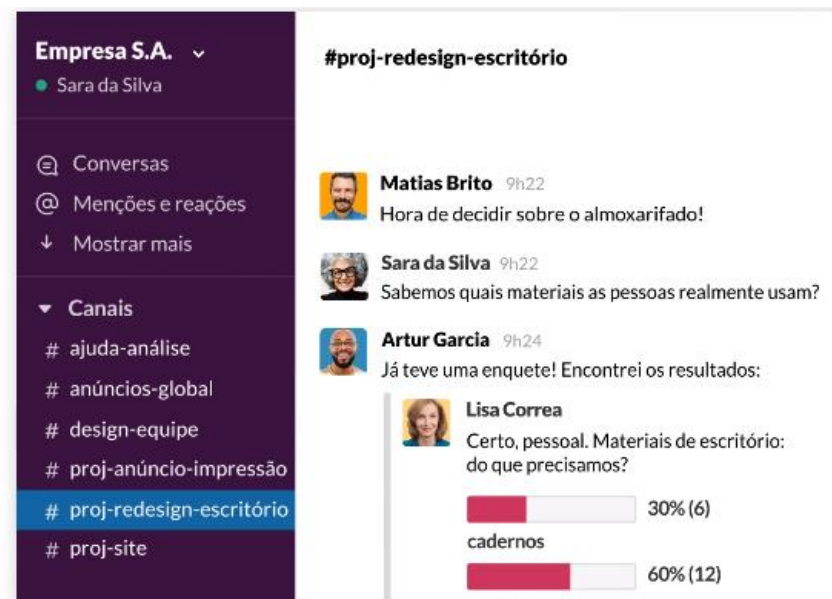 Empresa S.A.
Sara da Silva
Conversas
Menções e reações
Mostrar mais
Canais
# ajuda-análise
# anúncios-global
# design-equipe
# proj-anúncio-impressão
# proj-redesign-escritório
# proj-site
#proj-redesign-escritório
Matias Brito 9h22
Hora de decidir sobre o almoxarifado!
Sara da Silva 9h22
Sabemos quais materiais as pessoas realmente usam?
Artur Garcia 9h24
Já teve uma enquete! Encontrei os resultados:
Lisa Correa
Certo, pessoal. Materiais de escritório:
do que precisamos?
30% (6)
cadernos
60% (12)